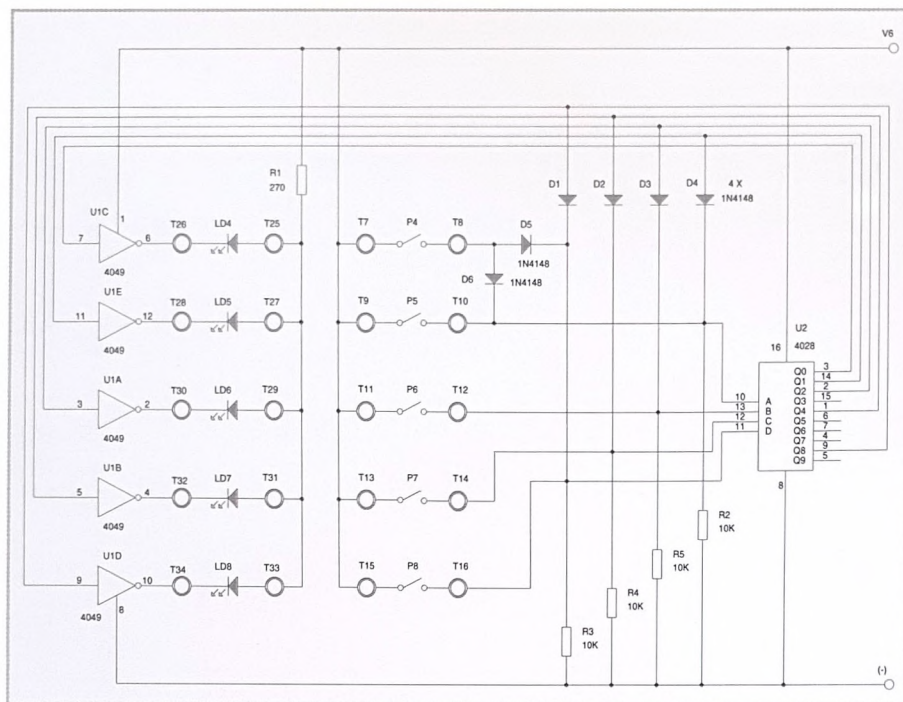 V6
R1
270
D1
D2
D3
D4
4 X
1N4148
U1C
1
7
6
4049
T26
LD4
T25
T7
P4
T8
D5
1N4148
D6
1N4148
U1E
11
12
4049
T28
LD5
T27
T9
P5
T10
U2
16
4028
U1A
3
2
4049
T30
LD6
T29
T11
P6
T12
10
13
12
11
A
B
C
D
Q0
Q1
Q2
Q3
Q4
Q5
Q6
Q7
Q8
Q9
3
14
2
15
1
6
7
4
9
5
8
U1B
5
4
4049
T32
LD7
T31
T13
P7
T14
R2
10K
U1D
9
10
8
4049
T34
LD8
T33
T15
P8
T16
R5
10K
R4
10K
R3
10K
(-)